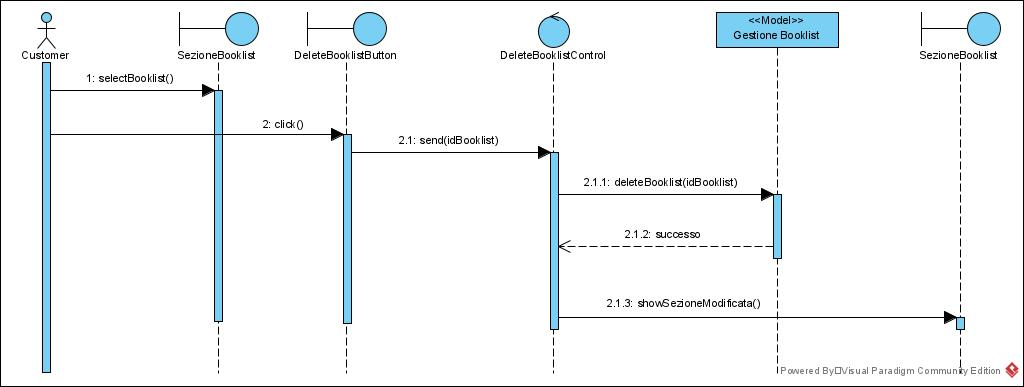 <<Model>>
Gestione Booklist
Customer
SezioneBooklist
DeleteBooklistButton
DeleteBooklistControl
SezioneBooklist
1: selectBooklist()
2: click()
2.1: send(idBooklist)
2.1.1: deleteBooklist(idBooklist)
2.1.2: successo
2.1.3: showSezioneModificata()
Powered By Visual Paradigm Community Edition